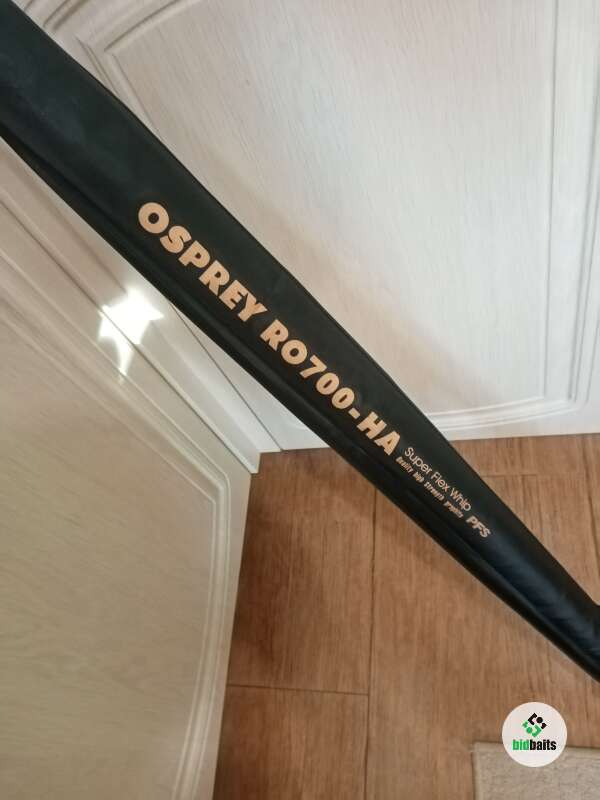 OSPREY RO700-HA
Super Flex Whip
Quality high Strength graphite PFS
bidbaits